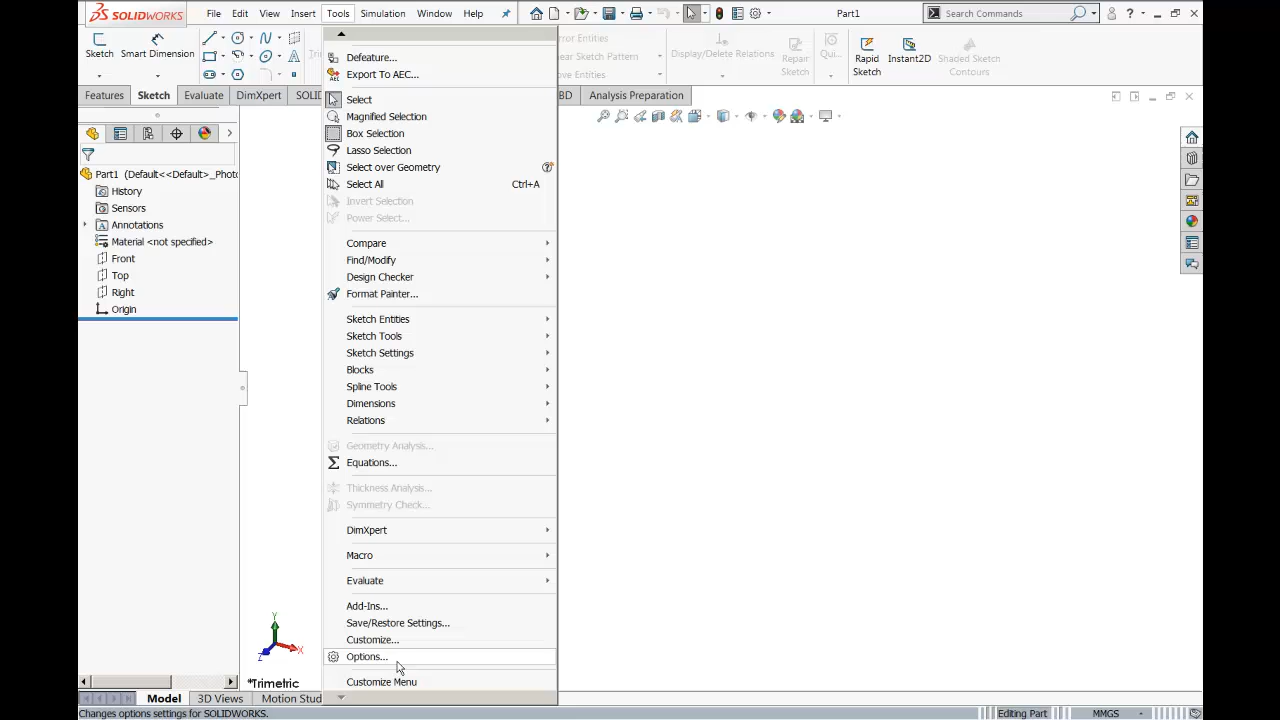 SOLIDWORKS File Edit View Insert Tools Simulation Window Help Part1 Search Commands ?
Sketch Smart Dimension Display/Delete Relations Repair Sketch Rapid Sketch Instant2D Shaded Sketch Contours
Features Sketch Evaluate DimXpert Analysis Preparation
Part1 (Default<<Default>_Photo
History
Sensors
Annotations
Material <not specified>
Front
Top
Right
Origin
Defeature...
Export To AEC...
Select
Magnified Selection
Box Selection
Lasso Selection
Select over Geometry
Select All Ctrl+A
Invert Selection
Power Select...
Compare
Find/Modify
Design Checker
Format Painter...
Sketch Entities
Sketch Tools
Sketch Settings
Blocks
Spline Tools
Dimensions
Relations
Geometry Analysis...
Equations...
Thickness Analysis...
Symmetry Check...
DimXpert
Macro
Evaluate
Add-Ins...
Save/Restore Settings...
Customize...
Options...
Customize Menu
Y
X
Z
*Trimetric
Model 3D Views Motion Stud
Changes options settings for SOLIDWORKS. Editing Part MMGS